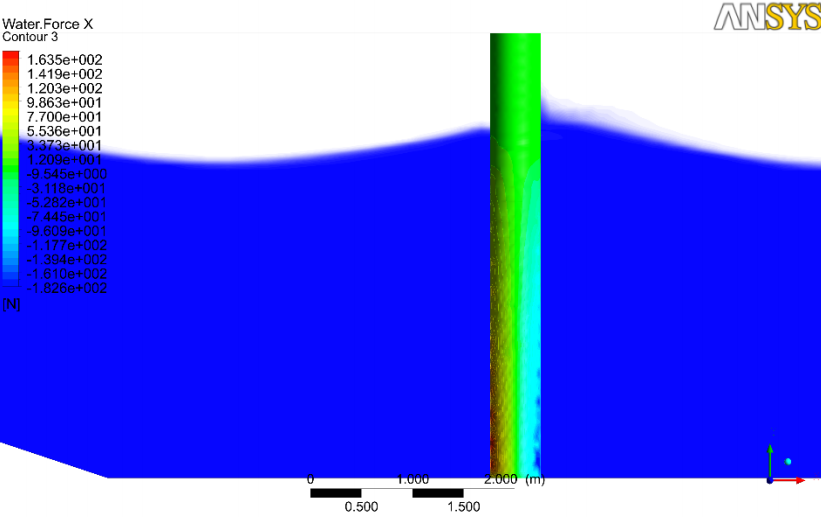 ANSYS
Water.Force X
Contour 3
1.635e+002
1.419e+002
1.203e+002
9.863e+001
7.700e+001
5.536e+001
3.373e+001
1.209e+001
-9.545e+000
-3.118e+001
-5.282e+001
-7.445e+001
-9.609e+001
-1.177e+002
-1.394e+002
-1.610e+002
-1.826e+002
[N]
0 1.000 2.000 (m)
0.500 1.500